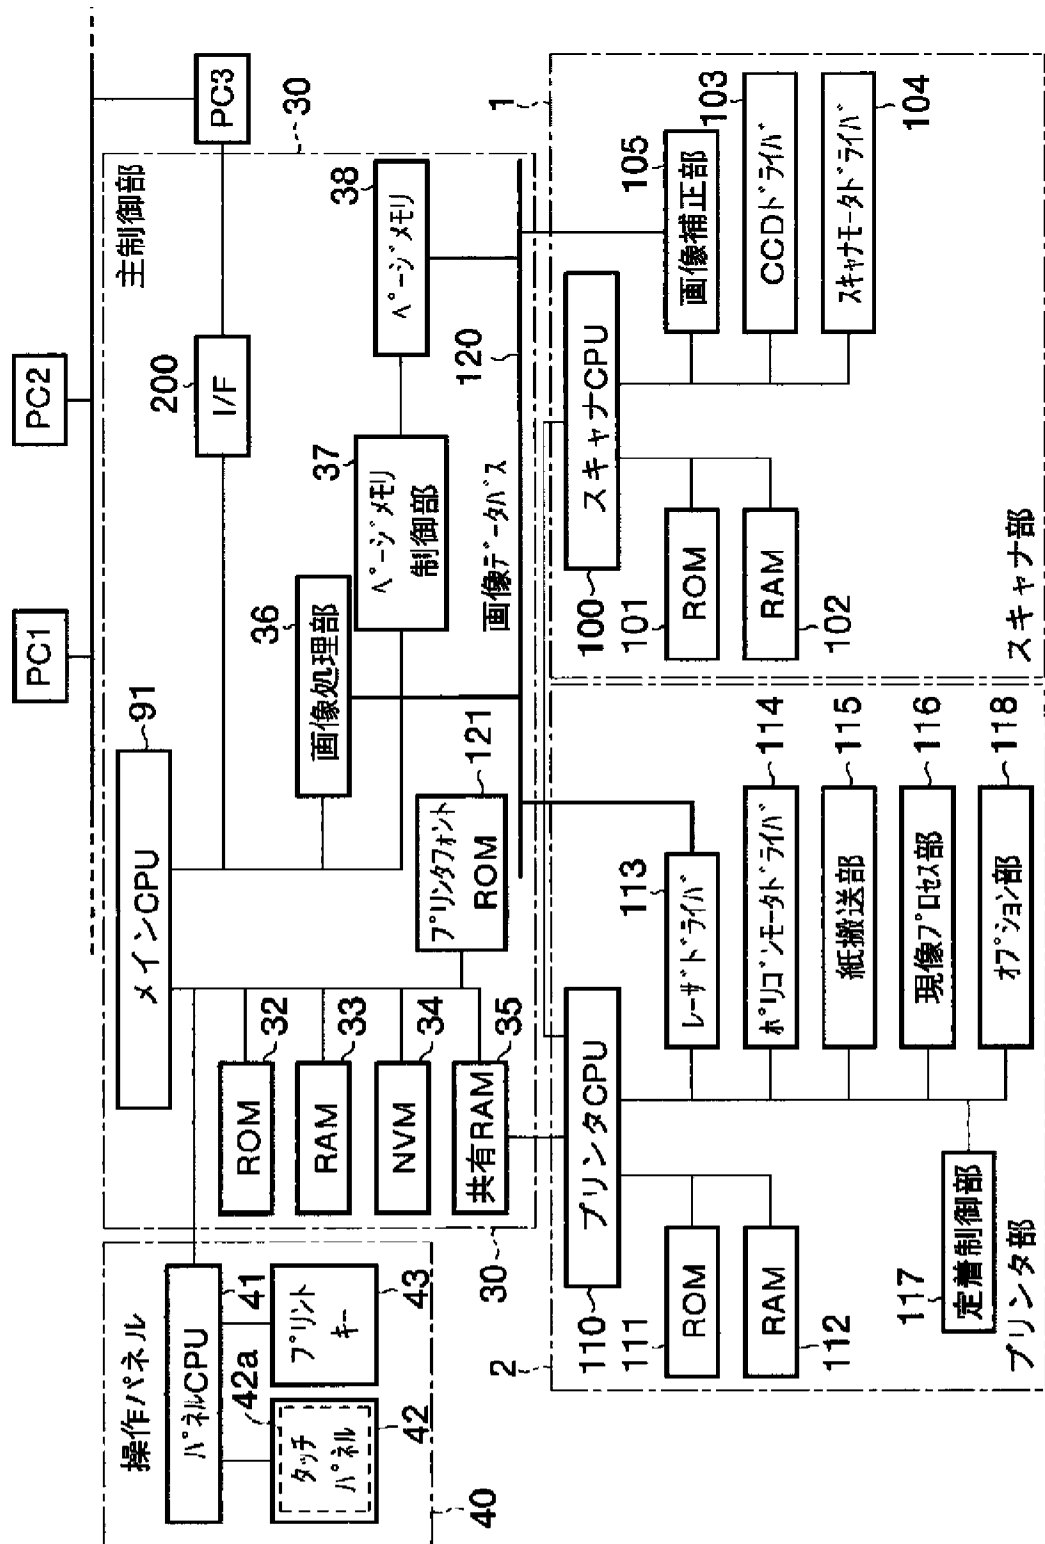 PC1
PC2
PC3
操作パネル
パネルCPU
41
42a
タッチ
パネル
42
プリント
キー
43
40
主制御部
30
メインCPU
91
ROM
32
RAM
33
NVM
34
共有RAM
35
プリンタフォント
ROM
121
画像処理部
36
ページメモリ
制御部
37
ページメモリ
38
I/F
200
画像データバス
120
30
2
プリンタCPU
110
ROM
111
RAM
112
レーザドライバ
113
ポリゴンモータドライバ
114
紙搬送部
115
現像プロセス部
116
定着制御部
117
オプション部
118
プリンタ部
1
スキャナCPU
100
ROM
101
RAM
102
画像補正部
105
CCDドライバ
103
スキャナモータドライバ
104
スキャナ部